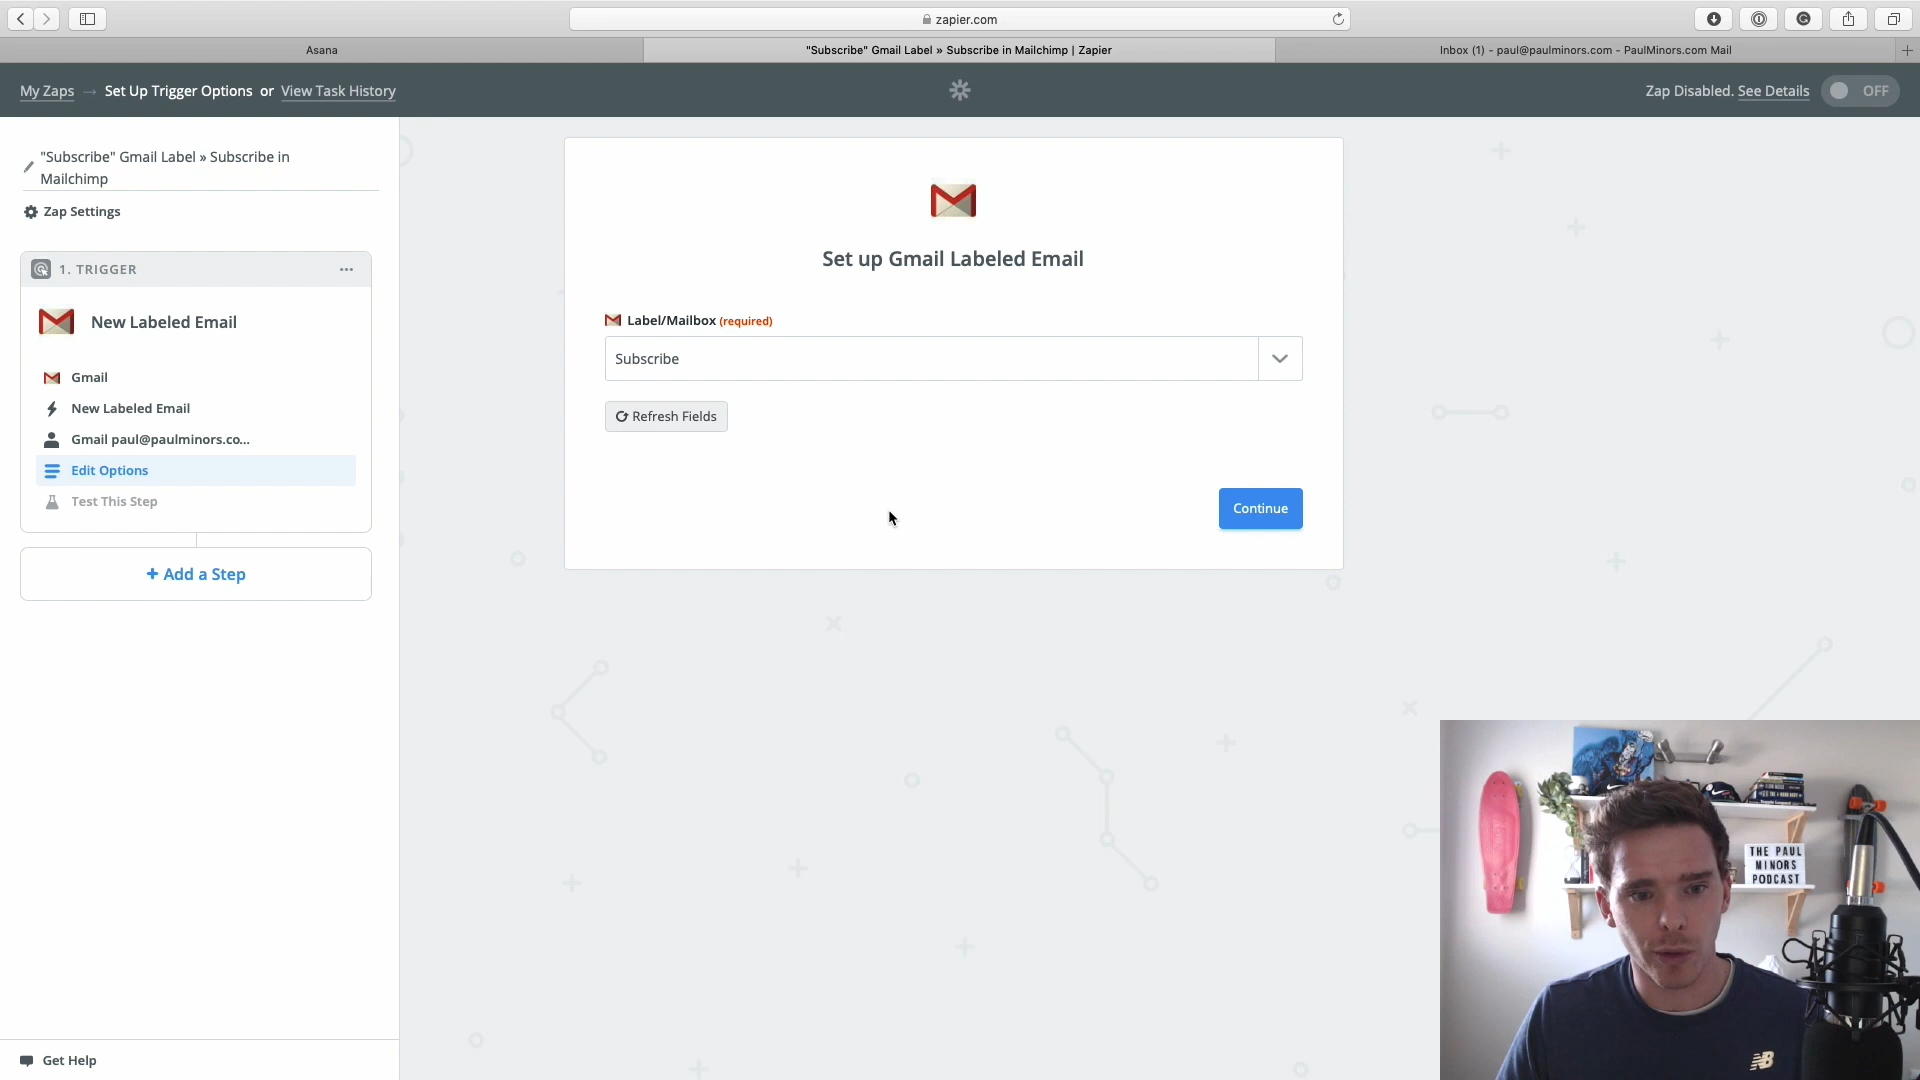 zapier.com
Asana
"Subscribe" Gmail Label » Subscribe in Mailchimp | Zapier
Inbox (1) - paul@paulminors.com - PaulMinors.com Mail
My Zaps → Set Up Trigger Options or View Task History
Zap Disabled. See Details
OFF
"Subscribe" Gmail Label » Subscribe in
Mailchimp
Zap Settings
1. TRIGGER
New Labeled Email
Gmail
New Labeled Email
Gmail paul@paulminors.co...
Edit Options
Test This Step
+ Add a Step
Get Help
Set up Gmail Labeled Email
Label/Mailbox (required)
Subscribe
Refresh Fields
Continue
THE PAUL
MINORS
PODCAST